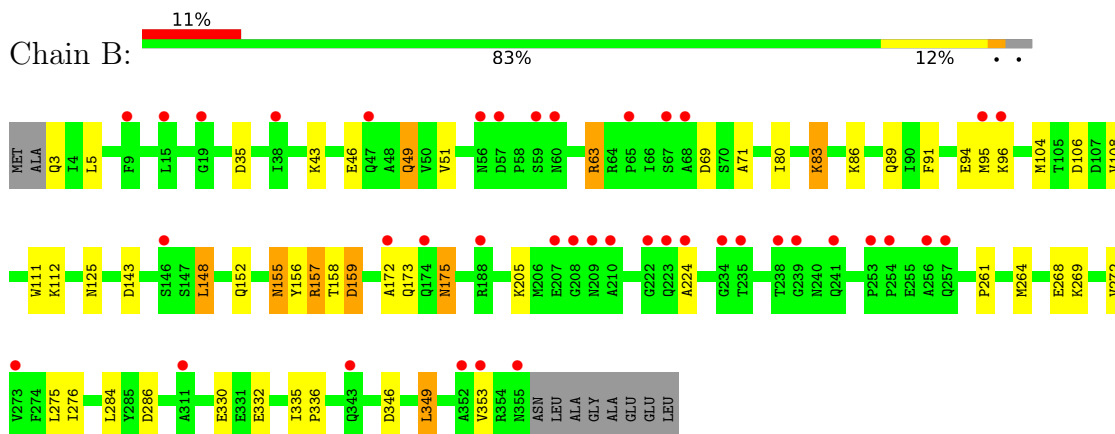 11%
Chain B:
83% 12% • •
MET ALA Q3 I4 L5 F9 L15 G19 D35 I38 K43 E46 Q47 A48 Q49 V50 V51 N56 D57 P58 S59 N60 R63 R64 P65 I66 S67 A68 D69 S70 A71 I80 K83 K86 Q89 I90 F91 E94 M95 K96 M104 T105 D106 D107
W111 K112 N125 D143 S146 S147 L148 Q152 N155 Y156 R157 T158 D159 A172 Q173 Q174 N175 R188 K205 M206 E207 G208 N209 A210 G222 Q223 A224 G234 T235 T238 G239 N240 Q241 P253 P254 E255 A256 Q257 P261 M264 E268 K269
V273 F274 L275 I276 L284 Y285 D286 A311 E330 E331 E332 I335 P336 Q343 D346 L349 A352 V353 R354 N355 ASN LEU ALA GLY ALA GLU GLU LEU